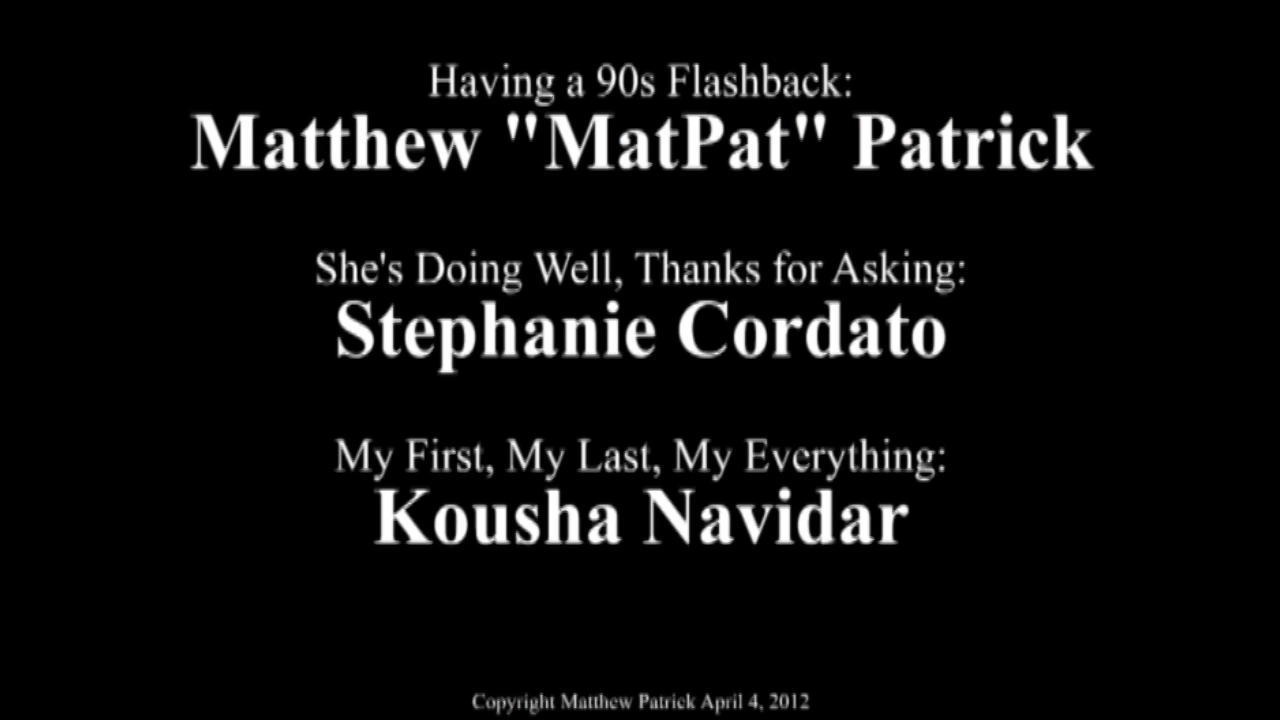 Having a 90s Flashback:
Matthew "MatPat" Patrick
She's Doing Well, Thanks for Asking:
Stephanie Cordato
My First, My Last, My Everything:
Kousha Navidar
Copyright Matthew Patrick April 4, 2012